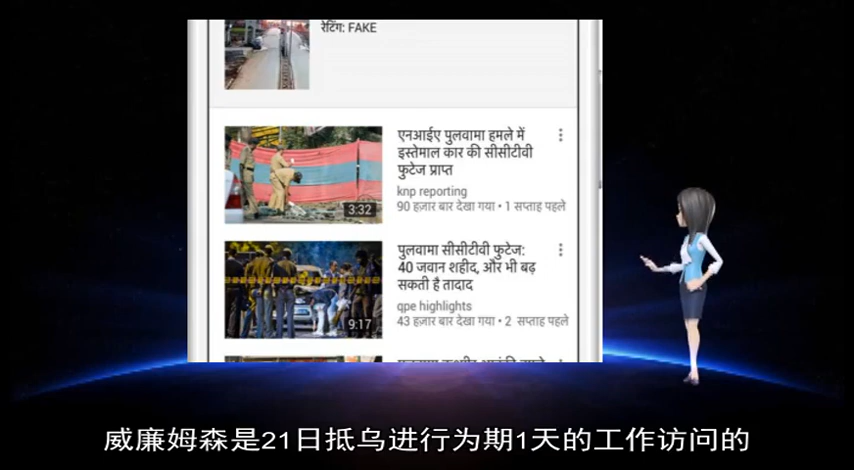 रेटिंग: FAKE
एनआईए पुलवामा हमले में
इस्तेमाल कार की सीसीटीवी
फुटेज प्राप्त
knp reporting
90 हज़ार बार देखा गया • 1 सप्ताह पहले
3:32
पुलवामा सीसीटीवी फुटेज:
40 जवान शहीद, और भी बढ़
सकती है तादाद
qpe highlights
43 हज़ार बार देखा गया • 2 सप्ताह पहले
9:17
威廉姆森是21日抵乌进行为期1天的工作访问的